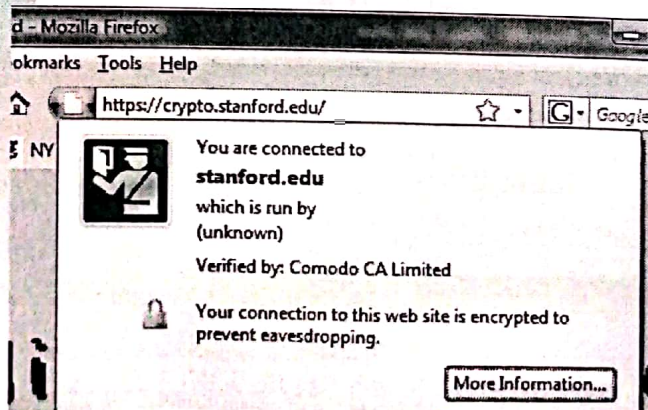 d - Mozilla Firefox
okmarks Tools Help
https://crypto.stanford.edu/
G Google
NY
You are connected to
stanford.edu
which is run by
(unknown)
Verified by: Comodo CA Limited
Your connection to this web site is encrypted to
prevent eavesdropping.
More Information...